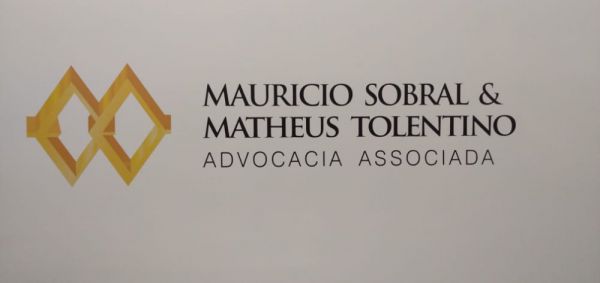 MAURICIO SOBRAL &
MATHEUS TOLENTINO
ADVOCACIA ASSOCIADA